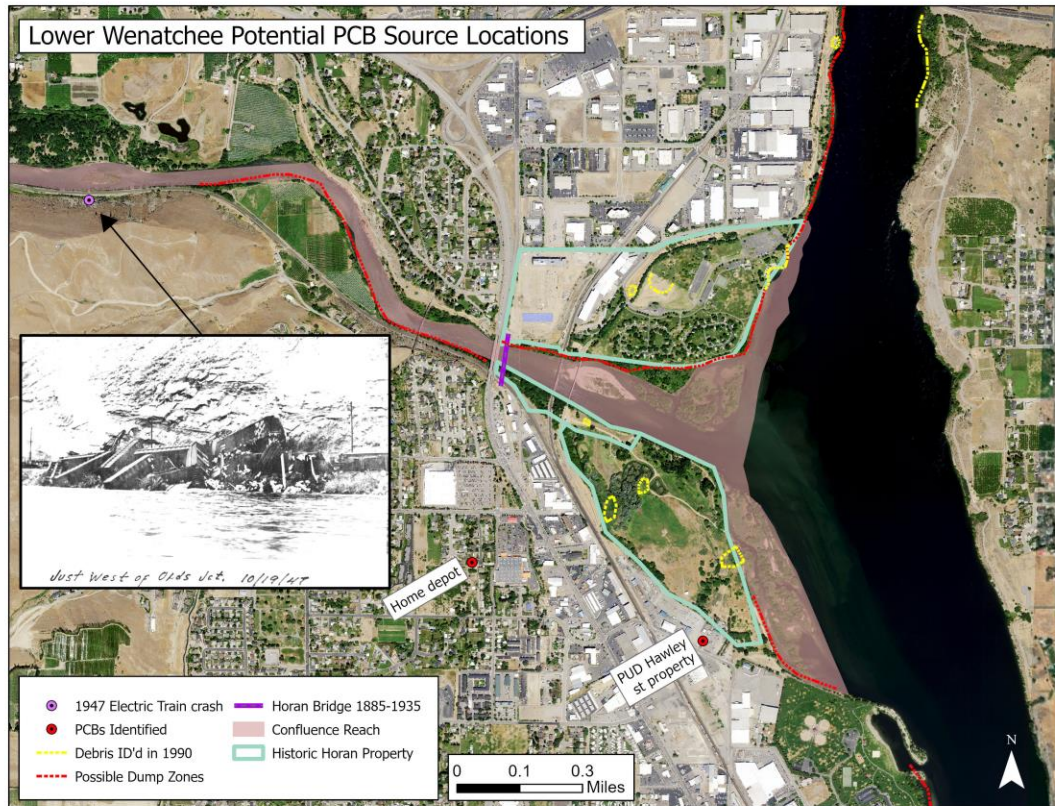 Lower Wenatchee Potential PCB Source Locations
Just West of Olds Jct. 10/19/47
Home depot
PUD Hawley
st property
1947 Electric Train crash
PCBs Identified
Debris ID'd in 1990
Possible Dump Zones
Horan Bridge 1885-1935
Confluence Reach
Historic Horan Property
0 0.1 0.3
Miles
N